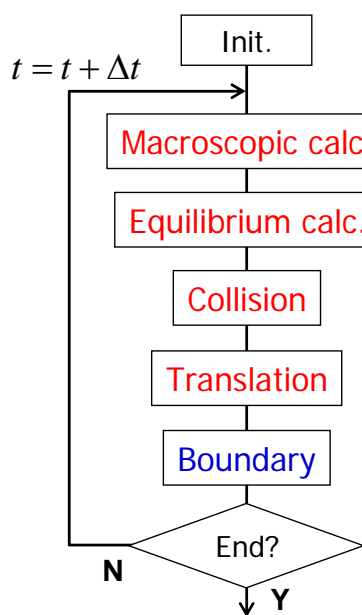 Init.
t = t + Δt
Macroscopic calc
Equilibrium calc.
Collision
Translation
Boundary
End?
N
Y